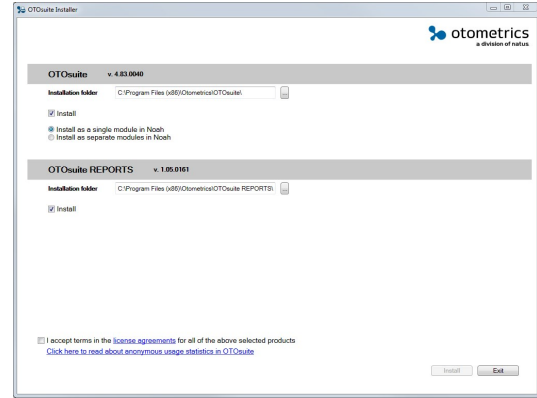 OTOsuite Installer
otometrics
a division of natus
OTOsuite v. 4.83.0040
Installation folder C:\Program Files (x86)\Otometrics\OTOsuite\ ...
Install
Install as a single module in Noah
Install as separate modules in Noah
OTOsuite REPORTS v. 1.05.0161
Installation folder C:\Program Files (x86)\Otometrics\OTOsuite REPORTS\ ...
Install
I accept terms in the license agreements for all of the above selected products
Click here to read about anonymous usage statistics in OTOsuite
Install Exit